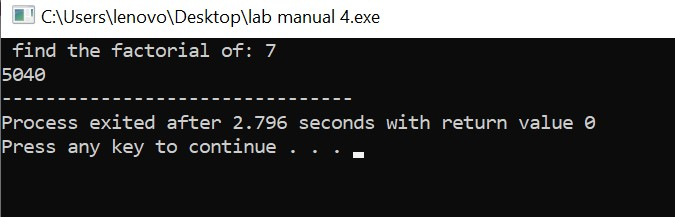 C:\Users\lenovo\Desktop\lab manual 4.exe
find the factorial of: 7
5040
--------------------------------
Process exited after 2.796 seconds with return value 0
Press any key to continue . . .